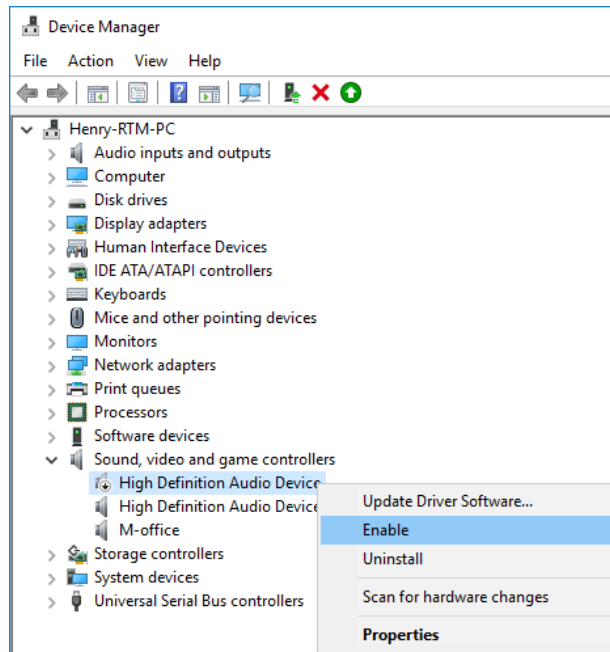 Device Manager
File Action View Help
Henry-RTM-PC
Audio inputs and outputs
Computer
Disk drives
Display adapters
Human Interface Devices
IDE ATA/ATAPI controllers
Keyboards
Mice and other pointing devices
Monitors
Network adapters
Print queues
Processors
Software devices
Sound, video and game controllers
High Definition Audio Device
High Definition Audio Device
M-office
Storage controllers
System devices
Universal Serial Bus controllers
Update Driver Software...
Enable
Uninstall
Scan for hardware changes
Properties